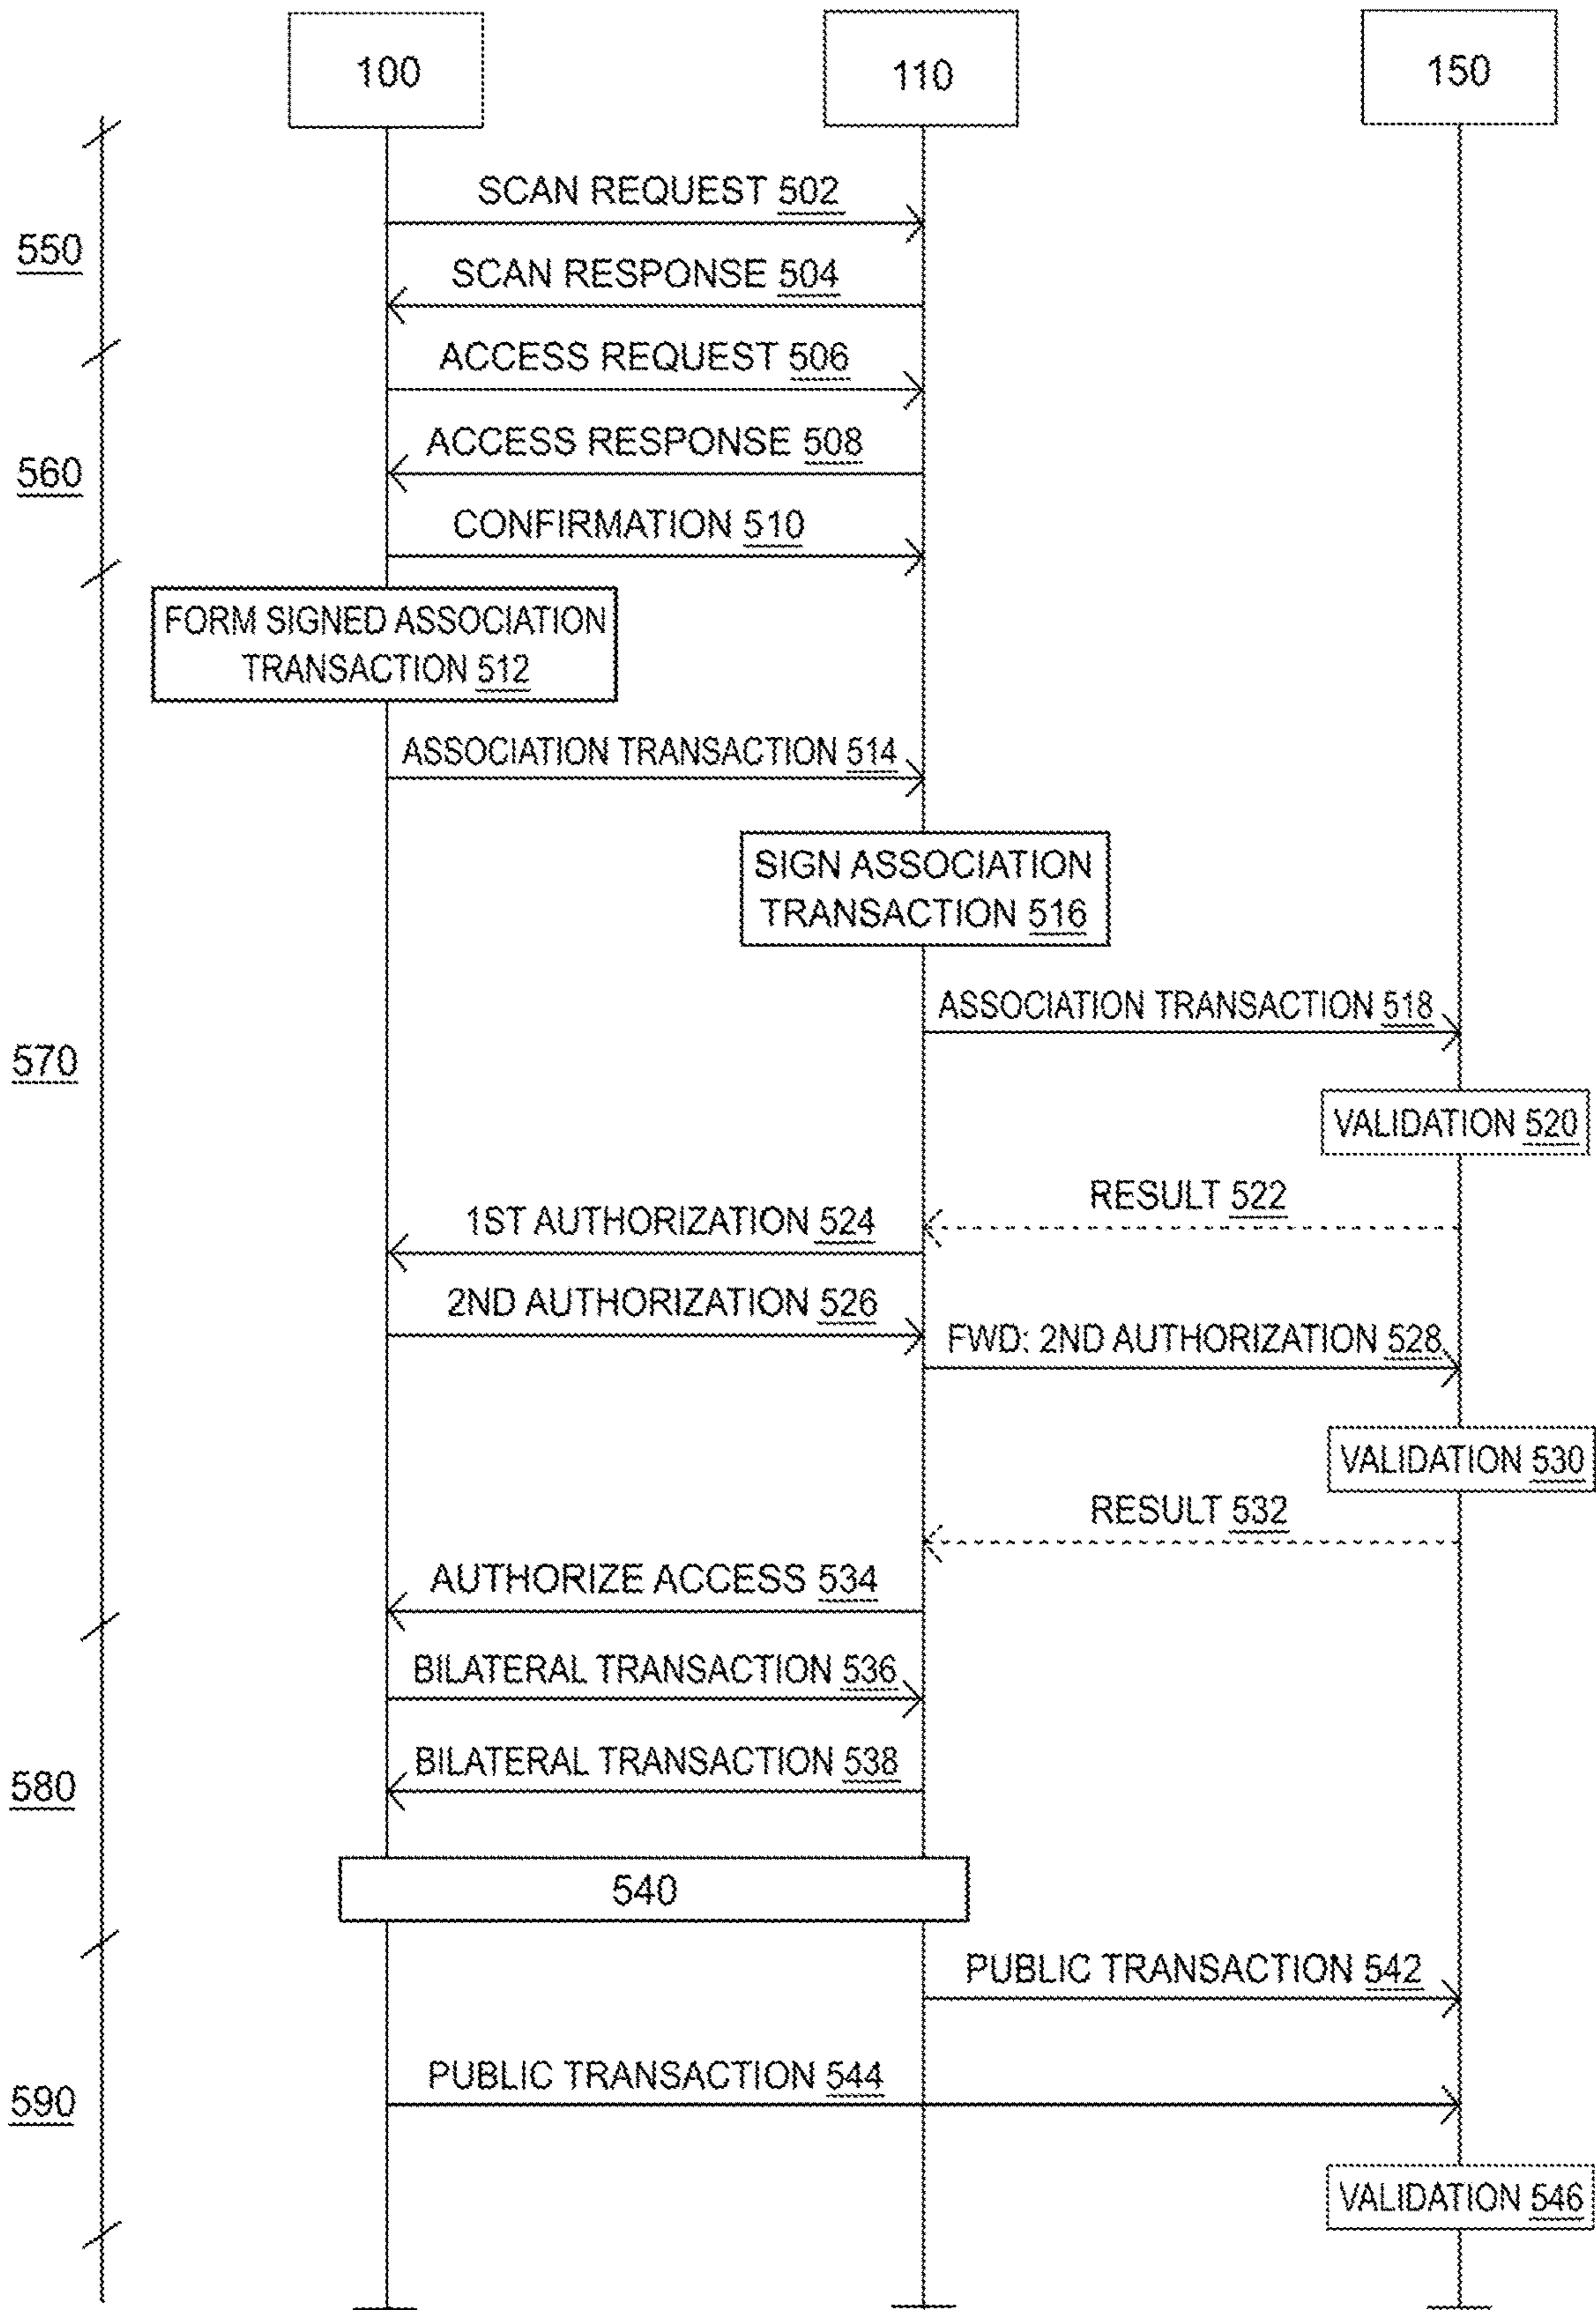 100
110
150
SCAN REQUEST 502
550
SCAN RESPONSE 504
ACCESS REQUEST 506
ACCESS RESPONSE 508
560
CONFIRMATION 510
FORM SIGNED ASSOCIATION
TRANSACTION 512
ASSOCIATION TRANSACTION 514
SIGN ASSOCIATION
TRANSACTION 516
ASSOCIATION TRANSACTION 518
570
VALIDATION 520
RESULT 522
1ST AUTHORIZATION 524
2ND AUTHORIZATION 526
FWD: 2ND AUTHORIZATION 528
VALIDATION 530
RESULT 532
AUTHORIZE ACCESS 534
BILATERAL TRANSACTION 536
BILATERAL TRANSACTION 538
580
540
PUBLIC TRANSACTION 542
PUBLIC TRANSACTION 544
590
VALIDATION 546